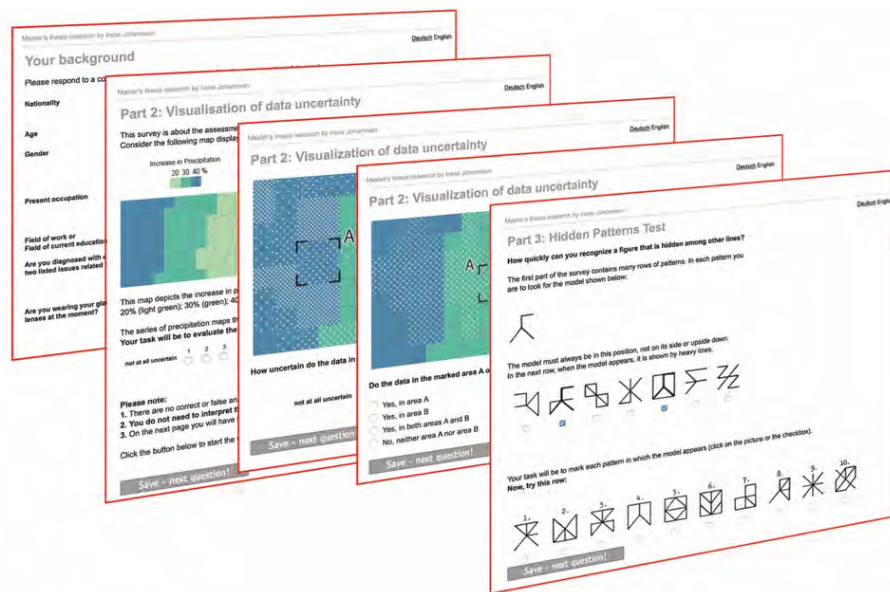 Master's thesis research by Irene Johannsen
Deutsch English
Your background
Please respond to a co
Nationality
Age
Gender
Present occupation
Field of work or
Field of current education
Are you diagnosed with
two listed issues related
Are you wearing your gla
lenses at the moment?
Master's thesis research by Irene Johannsen
Deutsch English
Part 2: Visualisation of data uncertainty
This survey is about the assessme
Consider the following map display
Increase in Precipitation
20 30 40 %
This map depicts the increase in p
20% (light green); 30% (green); 40
The series of precipitation maps th
Your task will be to evaluate the
not at all uncertain
1 2 3
Please note:
1. There are no correct or false an
2. You do not need to interpret th
3. On the next page you will have
Click the button below to start the
Save - next question!
Master's thesis research by Irene Johannsen
Deutsch English
Part 2: Visualization of data uncertainty
A
How uncertain do the data in
not at all uncertain
Save - next question!
Master's thesis research by Irene Johannsen
Deutsch English
Part 2: Visualization of data uncertainty
A
Do the data in the marked area A o
Yes, in area A
Yes, in area B
Yes, in both areas A and B
No, neither area A nor area B
Save - next question!
Master's thesis research by Irene Johannsen
Deutsch English
Part 3: Hidden Patterns Test
How quickly can you recognize a figure that is hidden among other lines?
The first part of the survey contains many rows of patterns. In each pattern you
are to look for the model shown below:
The model must always be in this position, not on its side or upside down.
In the next row, when the model appears, it is shown by heavy lines.
Your task will be to mark each pattern in which the model appears (click on the picture or the checkbox).
Now, try this row:
1. 2. 3. 4. 5. 6. 7. 8. 9. 10.
Save - next question!